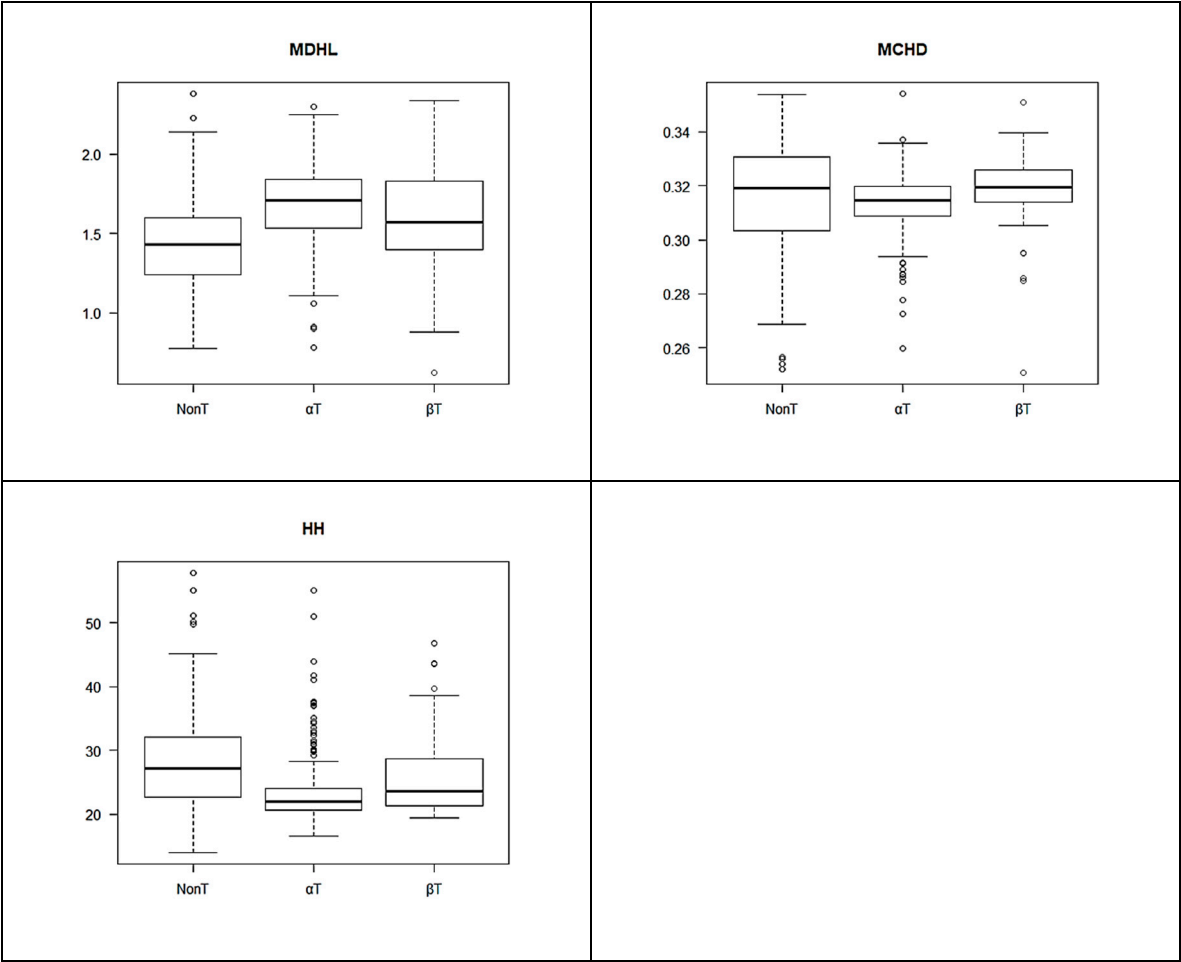 MDHL
2.0
1.5
1.0
NonT αT βT
MCHD
0.34
0.32
0.30
0.28
0.26
NonT αT βT
HH
50
40
30
20
NonT αT βT